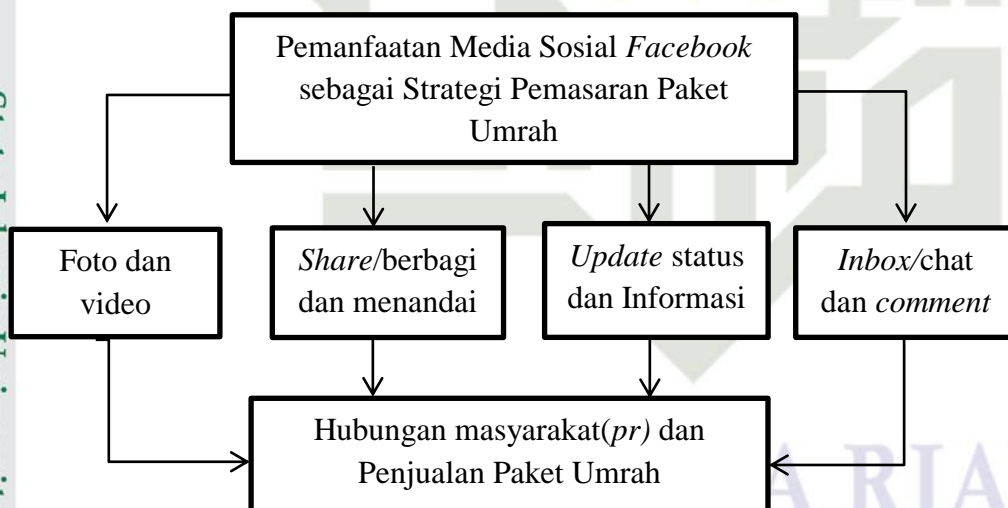 Pemanfaatan Media Sosial Facebook
sebagai Strategi Pemasaran Paket
Umrah
Foto dan
video
Share/berbagi
dan menandai
Update status
dan Informasi
Inbox/chat
dan comment
Hubungan masyarakat(pr) dan
Penjualan Paket Umrah
A RIA